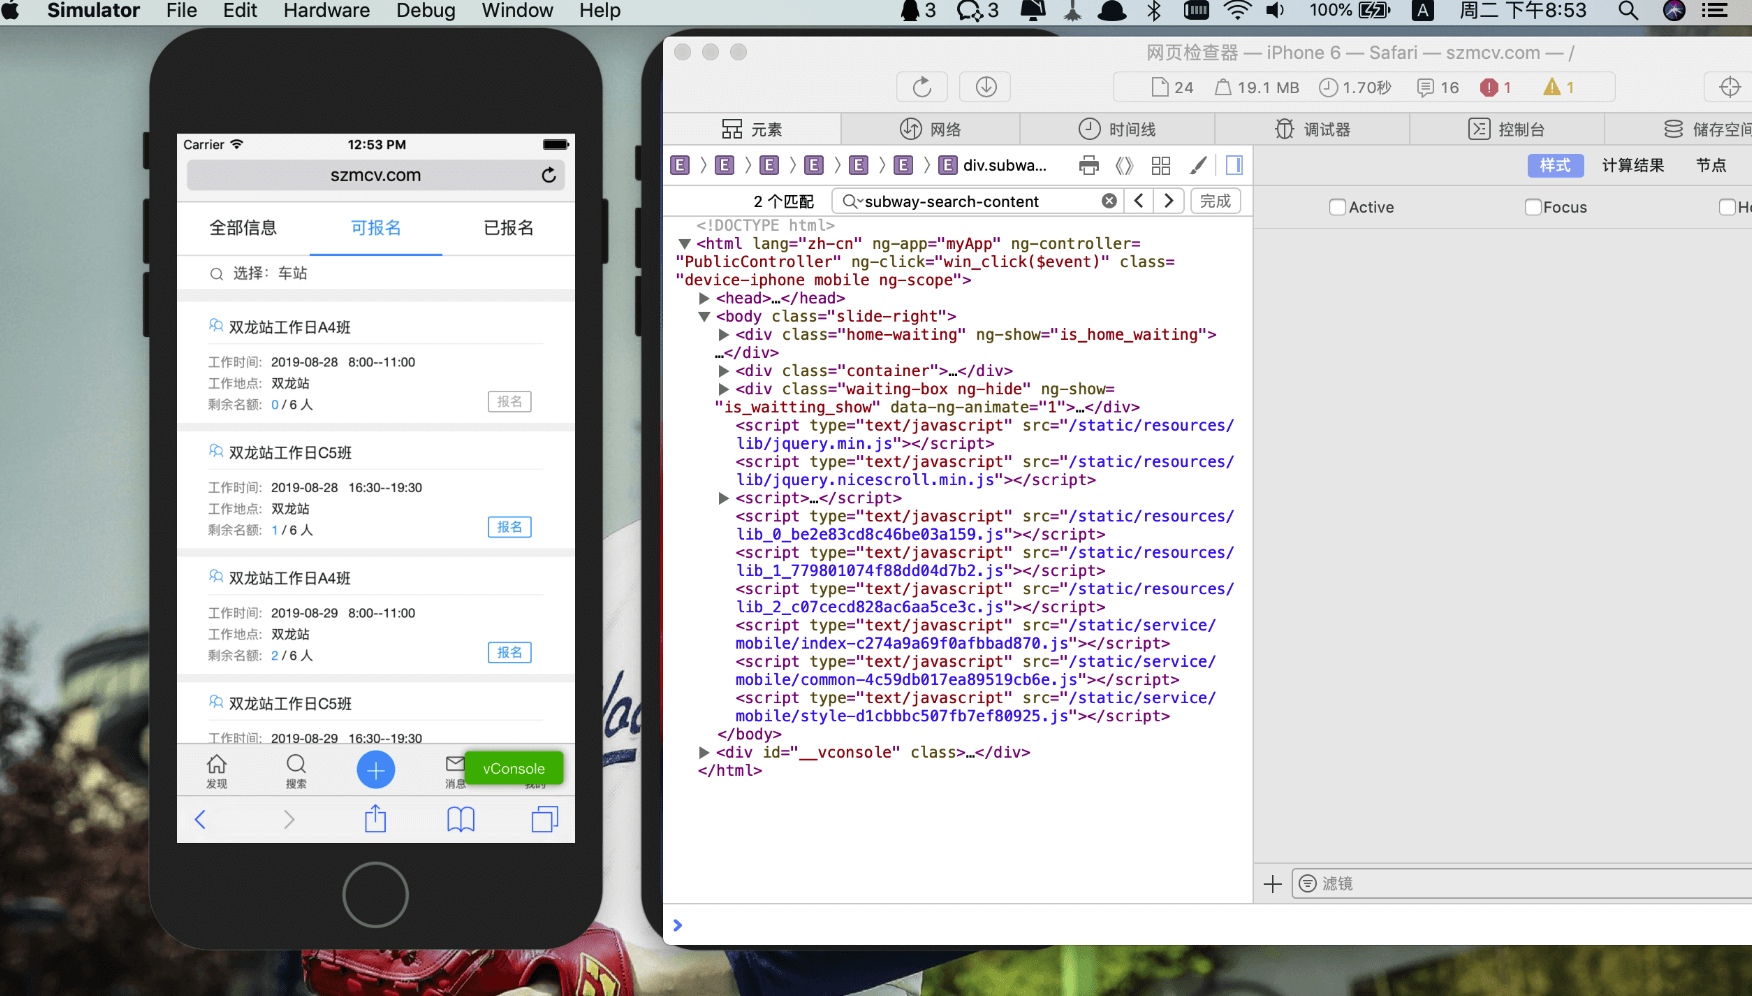 Simulator File Edit Hardware Debug Window Help 3 3 100% A 周二 下午8:53
Carrier 12:53 PM
szmcv.com
全部信息 可报名 已报名
选择：车站
双龙站工作日A4班
工作时间: 2019-08-28 8:00--11:00
工作地点: 双龙站
剩余名额: 0 / 6 人
报名
双龙站工作日C5班
工作时间: 2019-08-28 16:30--19:30
工作地点: 双龙站
剩余名额: 1 / 6 人
报名
双龙站工作日A4班
工作时间: 2019-08-29 8:00--11:00
工作地点: 双龙站
剩余名额: 2 / 6 人
报名
双龙站工作日C5班
工作时间: 2019-08-29 16:30--19:30
发现 搜索 消息
vConsole
网页检查器 — iPhone 6 — Safari — szmcv.com — /
24 19.1 MB 1.70秒 16 1 1
元素 网络 时间线 调试器 控制台 储存空间
E E E E E E E div.subwa...
样式 计算结果 节点
2 个匹配 subway-search-content 完成
Active Focus
<!DOCTYPE html>
<html lang="zh-cn" ng-app="myApp" ng-controller=
"PublicController" ng-click="win_click($event)" class=
"device-iphone mobile ng-scope">
<head>…</head>
<body class="slide-right">
<div class="home-waiting" ng-show="is_home_waiting">
…</div>
<div class="container">…</div>
<div class="waiting-box ng-hide" ng-show=
"is_waitting_show" data-ng-animate="1">…</div>
<script type="text/javascript" src="/static/resources/
lib/jquery.min.js"></script>
<script type="text/javascript" src="/static/resources/
lib/jquery.nicescroll.min.js"></script>
<script>…</script>
<script type="text/javascript" src="/static/resources/
lib_0_be2e83cd8c46be03a159.js"></script>
<script type="text/javascript" src="/static/resources/
lib_1_779801074f88dd04d7b2.js"></script>
<script type="text/javascript" src="/static/resources/
lib_2_c07cecd828ac6aa5ce3c.js"></script>
<script type="text/javascript" src="/static/service/
mobile/index-c274a9a69f0afbbad870.js"></script>
<script type="text/javascript" src="/static/service/
mobile/common-4c59db017ea89519cb6e.js"></script>
<script type="text/javascript" src="/static/service/
mobile/style-d1cbbbc507fb7ef80925.js"></script>
</body>
<div id="__vconsole" class>…</div>
</html>
滤镜